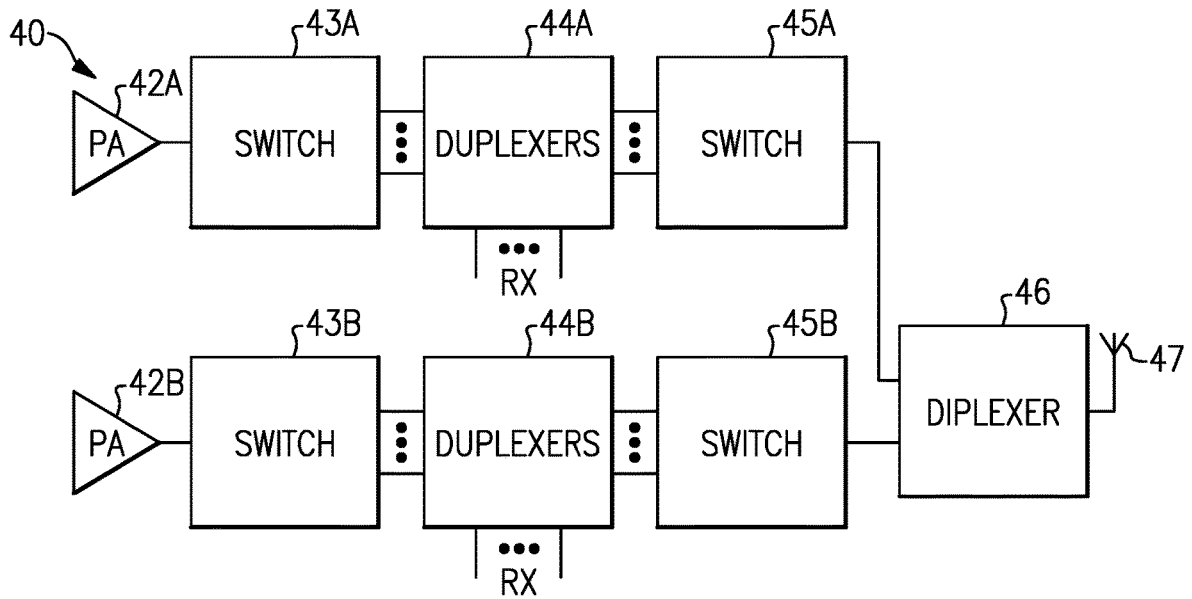 40
42A
43A
44A
45A
PA
SWITCH
DUPLEXERS
SWITCH
RX
42B
43B
44B
45B
46
47
PA
SWITCH
DUPLEXERS
SWITCH
DIPLEXER
RX